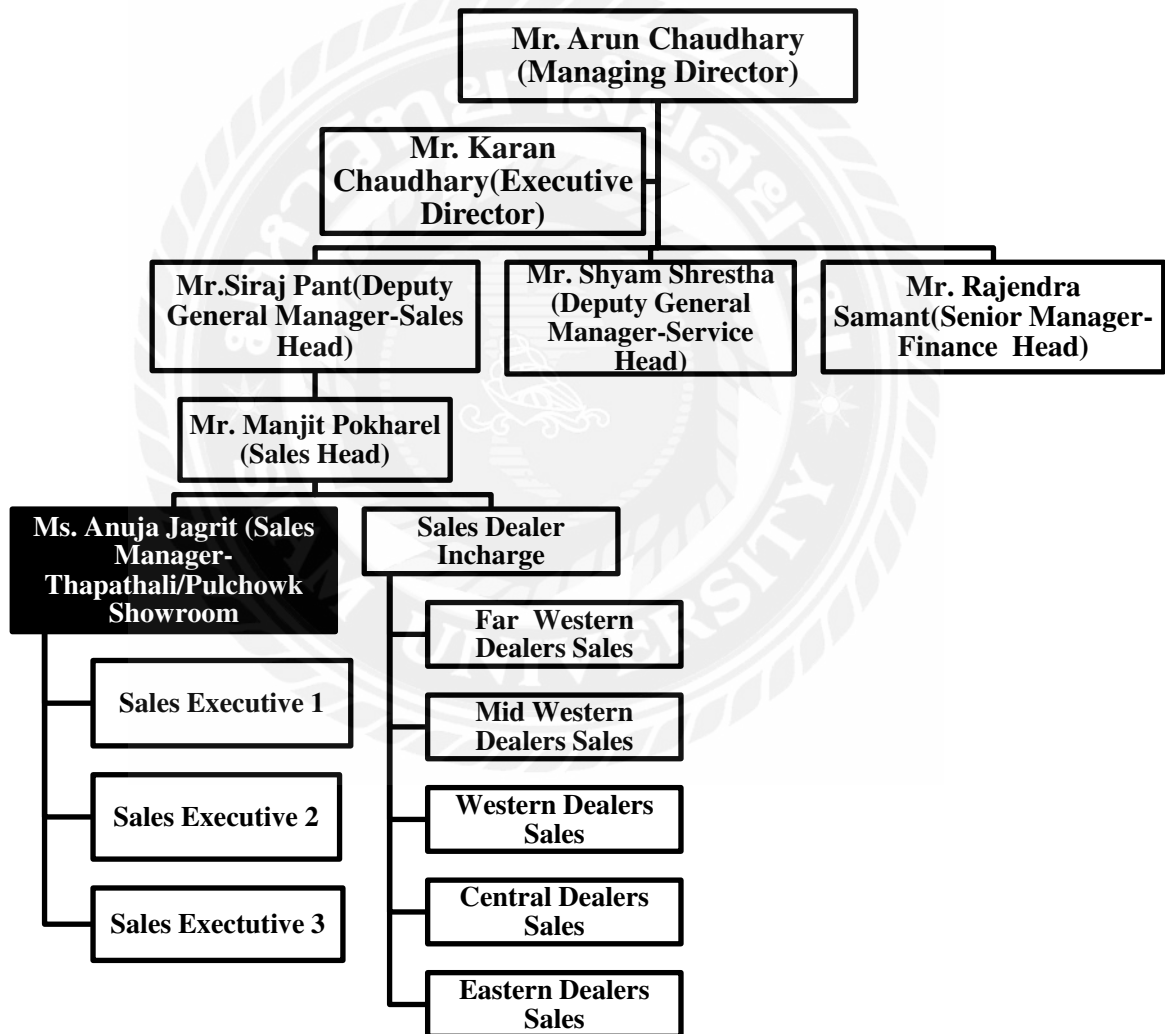 Mr. Arun Chaudhary
(Managing Director)
Mr. Karan
Chaudhary(Executive
Director)
Mr.Siraj Pant(Deputy
General Manager-Sales
Head)
Mr. Shyam Shrestha
(Deputy General
Manager-Service
Head)
Mr. Rajendra
Samant(Senior Manager-
Finance Head)
Mr. Manjit Pokharel
(Sales Head)
Ms. Anuja Jagrit (Sales
Manager-
Thapathali/Pulchowk
Showroom
Sales Dealer
Incharge
Sales Executive 1
Sales Executive 2
Sales Exectutive 3
Far Western
Dealers Sales
Mid Western
Dealers Sales
Western Dealers
Sales
Central Dealers
Sales
Eastern Dealers
Sales
SIAM UNIVERSITY